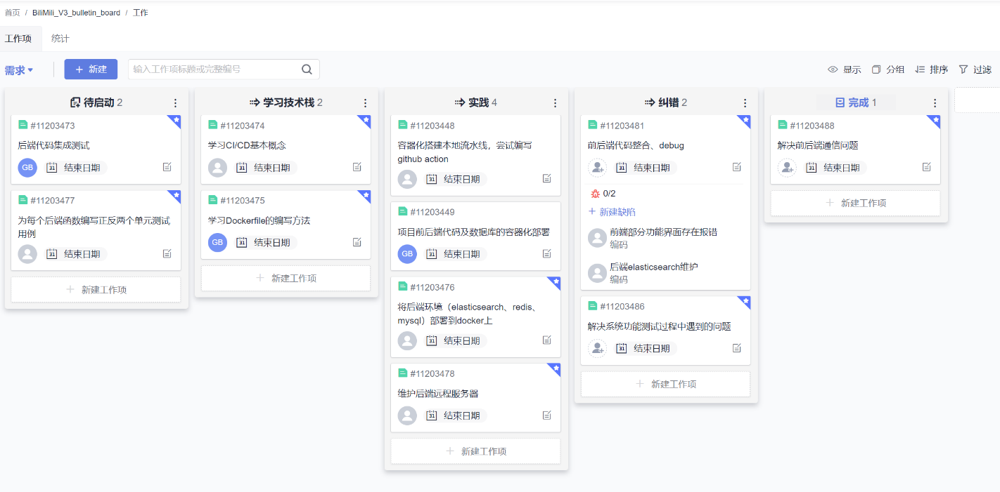 首页 / BiliMili_V3_bulletin_board / 工作
工作项 统计
需求 + 新建 输入工作项标题或完整编号 显示 分组 排序 过滤
待启动 2
#11203473
后端代码集成测试
GB 31 结束日期
#11203477
为每个后端函数编写正反两个单元测试
用例
31 结束日期
+ 新建工作项
学习技术栈 2
#11203474
学习CI/CD基本概念
31 结束日期
#11203475
学习Dockerfile的编写方法
GB 31 结束日期
+ 新建工作项
实践 4
#11203448
容器化搭建本地流水线，尝试编写
github action
31 结束日期
#11203449
项目前后端代码及数据库的容器化部署
GB 31 结束日期
#11203476
将后端环境（elasticsearch、redis、
mysql）部署到docker上
31 结束日期
#11203478
维护后端远程服务器
31 结束日期
+ 新建工作项
纠错 2
#11203481
前后端代码整合、debug
31 结束日期
0/2
+ 新建缺陷
前端部分功能界面存在报错
编码
后端elasticsearch维护
编码
#11203486
解决系统功能测试过程中遇到的问题
31 结束日期
+ 新建工作项
完成 1
#11203488
解决前后端通信问题
31 结束日期
+ 新建工作项